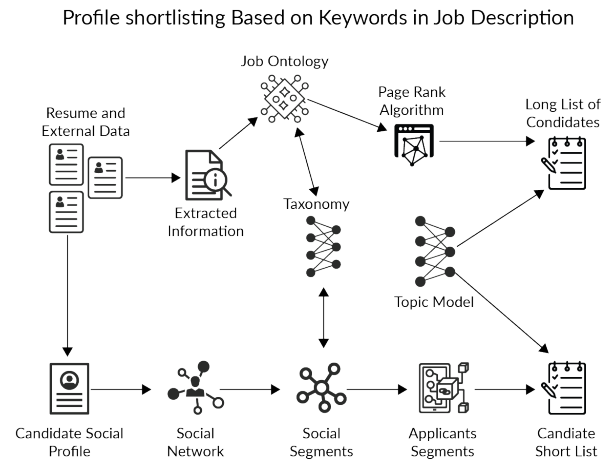 Profile shortlisting Based on Keywords in Job Description
Job Ontology
Page Rank
Algorithm
Long List of
Candidates
Resume and
External Data
Extracted
Information
Taxonomy
Topic Model
Candidate Social
Profile
Social
Network
Social
Segments
Applicants
Segments
Candiate
Short List